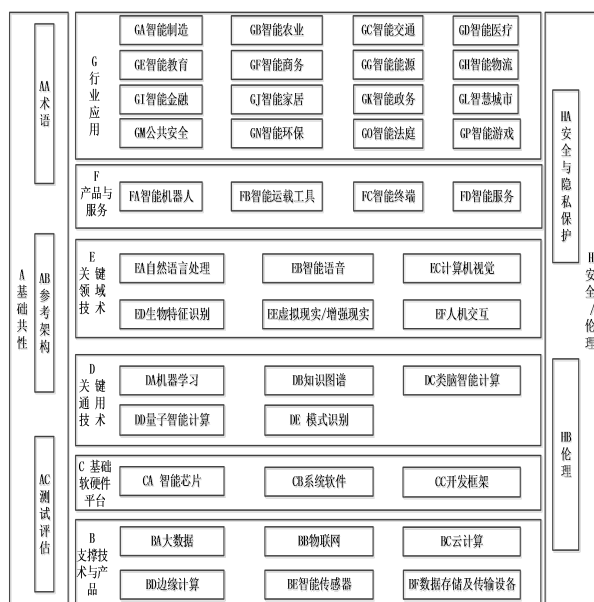 A
基础共性
AA
术语
AB
参考架构
AC
测试评估
G
行业应用
GA智能制造
GB智能农业
GC智能交通
GD智能医疗
GE智能教育
GF智能商务
GG智能能源
GH智能物流
GI智能金融
GJ智能家居
GK智能政务
GL智慧城市
GM公共安全
GN智能环保
GO智能法庭
GP智能游戏
F
产品与
服务
FA智能机器人
FB智能运载工具
FC智能终端
FD智能服务
E
关 键
领 域
技 术
EA自然语言处理
EB智能语音
EC计算机视觉
ED生物特征识别
EE虚拟现实/增强现实
EF人机交互
D
关 键
通 用
技 术
DA机器学习
DB知识图谱
DC类脑智能计算
DD量子智能计算
DE 模式识别
C 基础
软硬件
平台
CA 智能芯片
CB系统软件
CC开发框架
B
支撑技
术与产
品
BA大数据
BB物联网
BC云计算
BD边缘计算
BE智能传感器
BF数据存储及传输设备
HA
安全与隐私保护
HB
伦理
H
安全/伦理